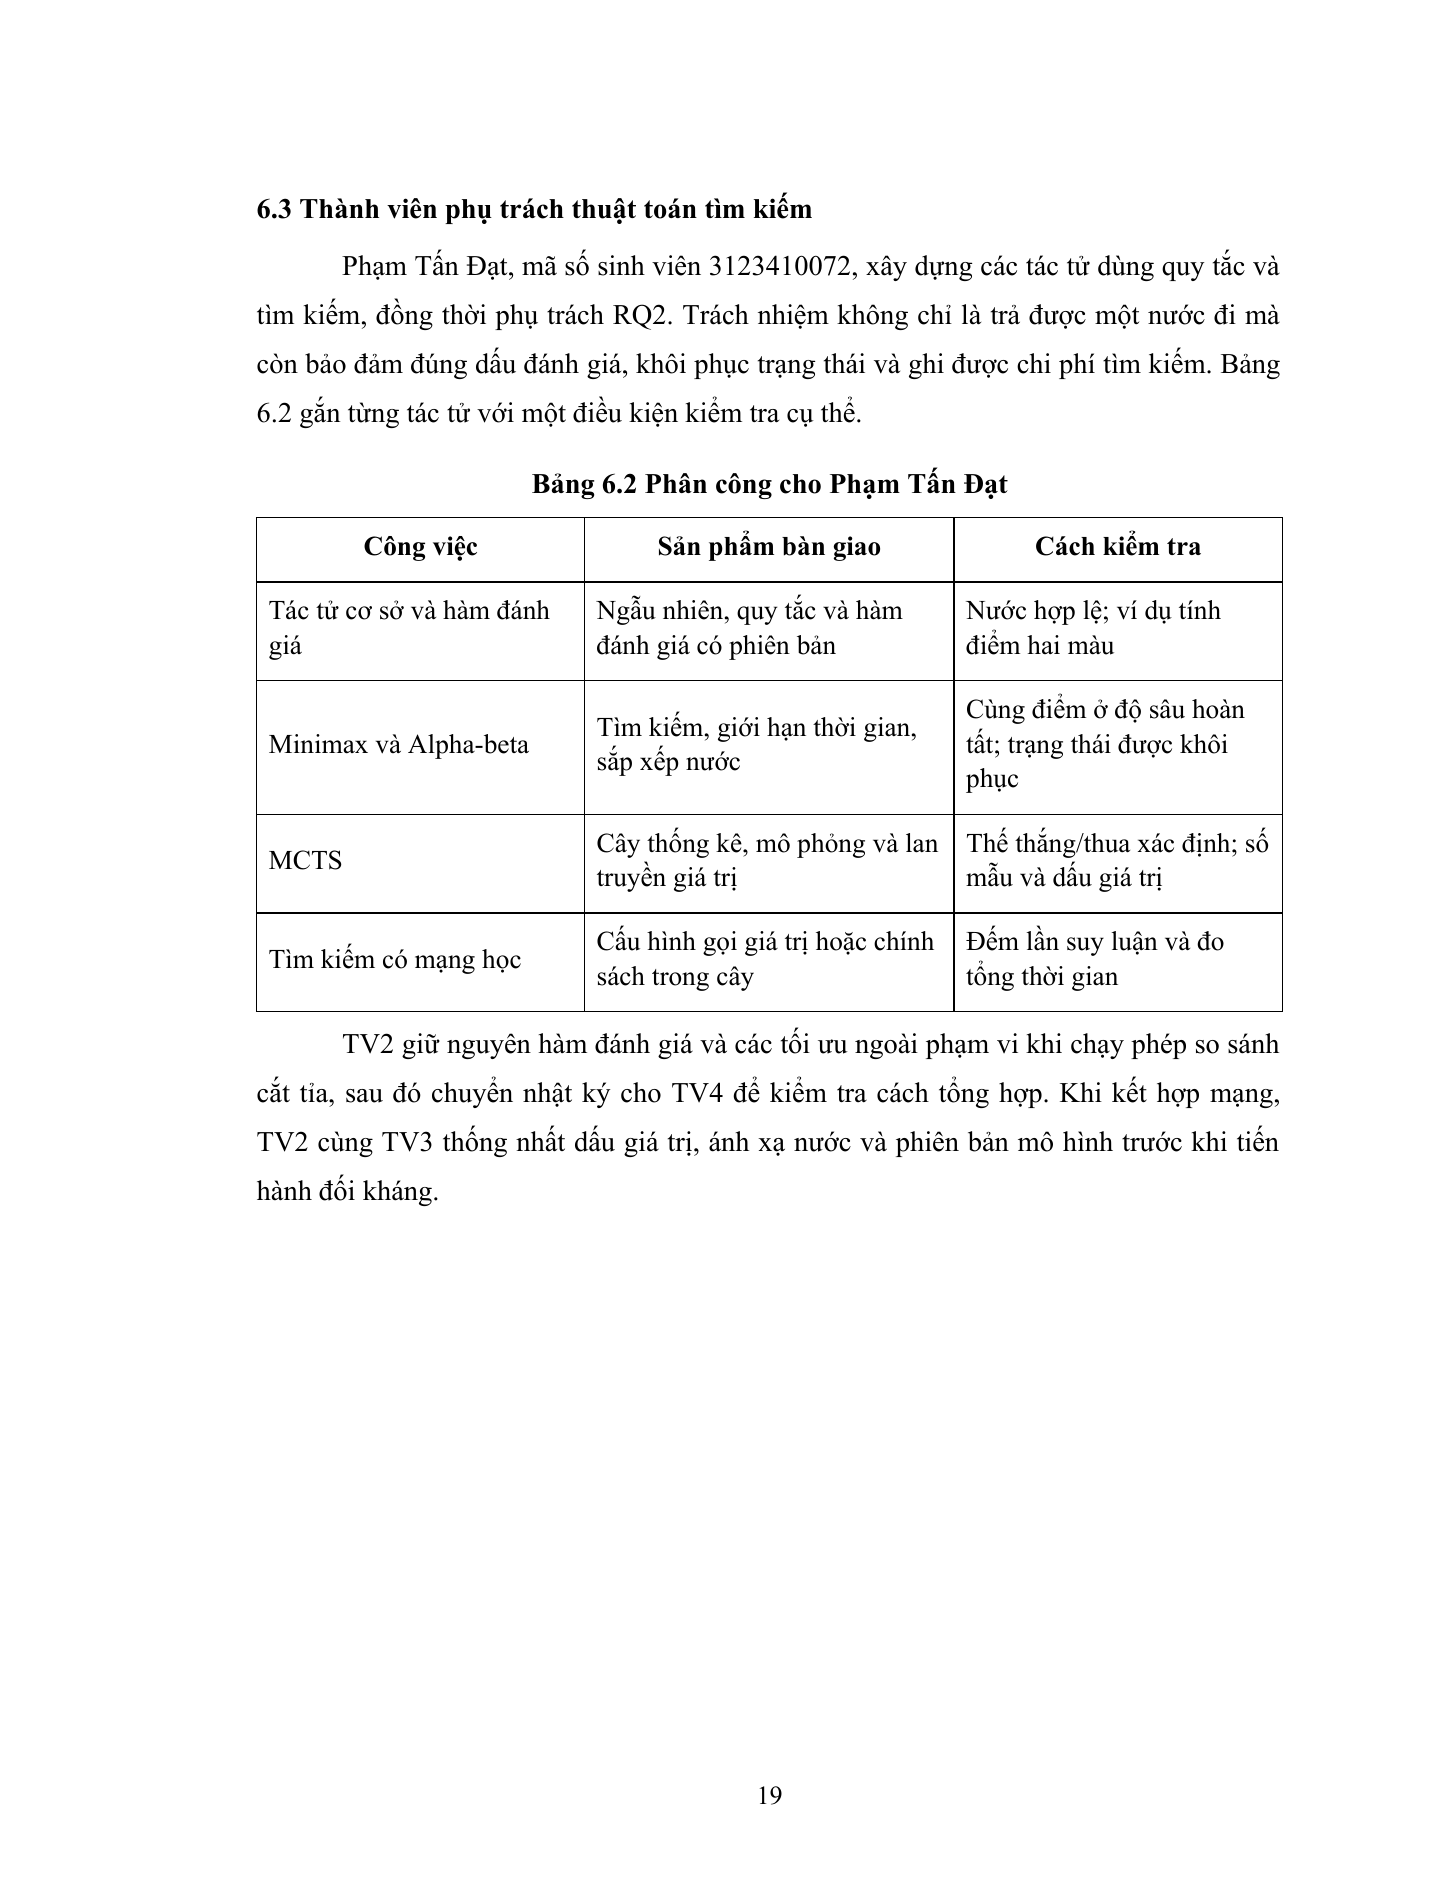 6.3 Thành viên phụ trách thuật toán tìm kiếm
Phạm Tấn Đạt, mã số sinh viên 3123410072, xây dựng các tác tử dùng quy tắc và
tìm kiếm, đồng thời phụ trách RQ2. Trách nhiệm không chỉ là trả được một nước đi mà
còn bảo đảm đúng dấu đánh giá, khôi phục trạng thái và ghi được chi phí tìm kiếm. Bảng
6.2 gắn từng tác tử với một điều kiện kiểm tra cụ thể.
Bảng 6.2 Phân công cho Phạm Tấn Đạt
Công việc
Sản phẩm bàn giao
Cách kiểm tra
Tác tử cơ sở và hàm đánh
giá
Ngẫu nhiên, quy tắc và hàm
đánh giá có phiên bản
Nước hợp lệ; ví dụ tính
điểm hai màu
Minimax và Alpha-beta
Tìm kiếm, giới hạn thời gian,
sắp xếp nước
Cùng điểm ở độ sâu hoàn
tất; trạng thái được khôi
phục
MCTS
Cây thống kê, mô phỏng và lan
truyền giá trị
Thế thắng/thua xác định; số
mẫu và dấu giá trị
Tìm kiếm có mạng học
Cấu hình gọi giá trị hoặc chính
sách trong cây
Đếm lần suy luận và đo
tổng thời gian
TV2 giữ nguyên hàm đánh giá và các tối ưu ngoài phạm vi khi chạy phép so sánh
cắt tỉa, sau đó chuyển nhật ký cho TV4 để kiểm tra cách tổng hợp. Khi kết hợp mạng,
TV2 cùng TV3 thống nhất dấu giá trị, ánh xạ nước và phiên bản mô hình trước khi tiến
hành đối kháng.
19